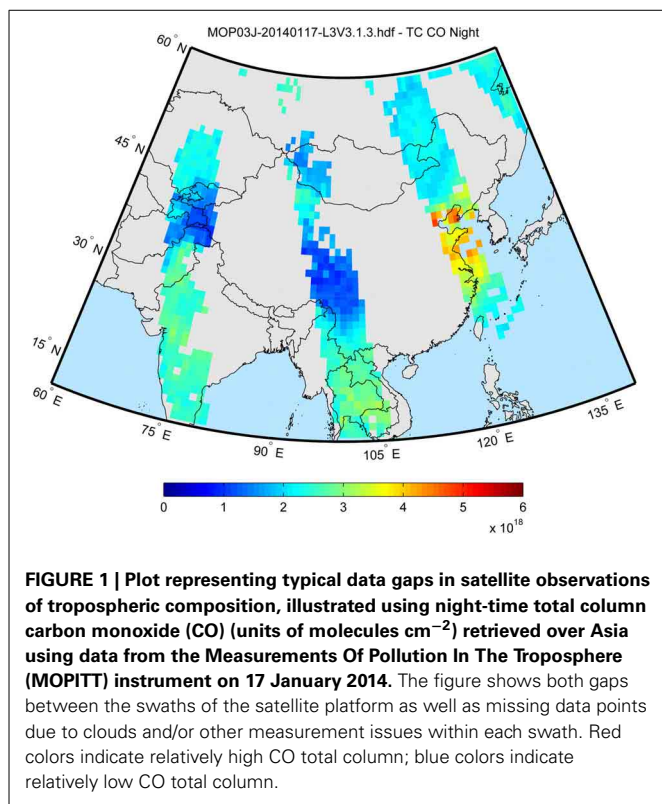 MOP03J-20140117-L3V3.1.3.hdf - TC CO Night
60° N
45° N
30° N
15° N
60° E
75° E
90° E
105° E
120° E
135° E
0 1 2 3 4 5 6
x 10^18
FIGURE 1 | Plot representing typical data gaps in satellite observations
of tropospheric composition, illustrated using night-time total column
carbon monoxide (CO) (units of molecules cm−2) retrieved over Asia
using data from the Measurements Of Pollution In The Troposphere
(MOPITT) instrument on 17 January 2014. The figure shows both gaps
between the swaths of the satellite platform as well as missing data points
due to clouds and/or other measurement issues within each swath. Red
colors indicate relatively high CO total column; blue colors indicate
relatively low CO total column.